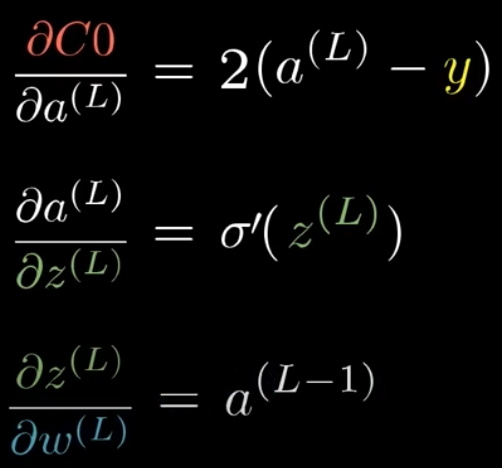 ∂C0/∂a^(L) = 2(a^(L) − y)
∂a^(L)/∂z^(L) = σ′(z^(L))
∂z^(L)/∂w^(L) = a^(L−1)